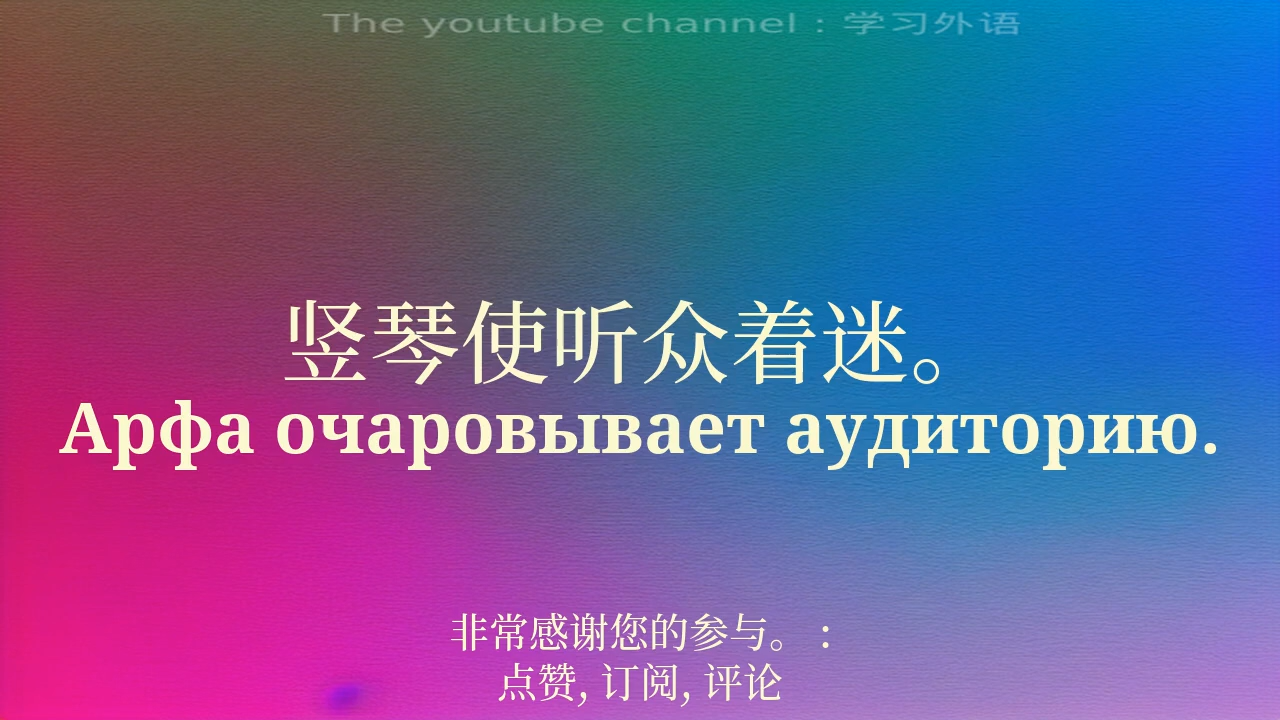 The youtube channel : 学习外语
竖琴使听众着迷。
Арфа очаровывает аудиторию.
非常感谢您的参与。 :
点赞, 订阅, 评论